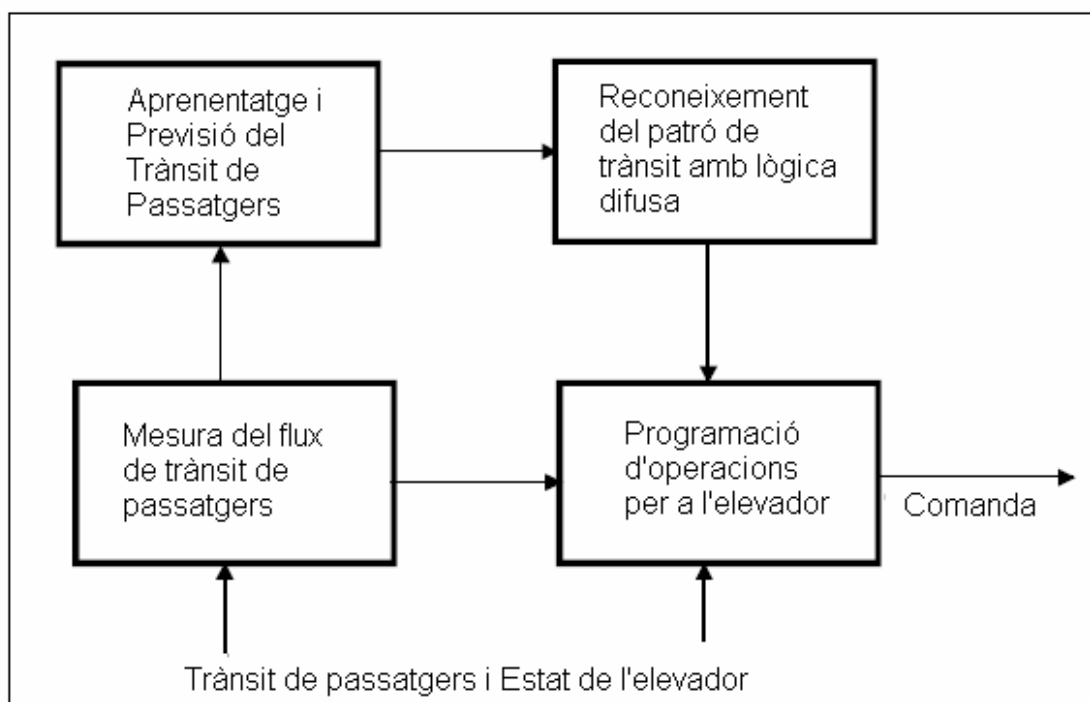 Aprenentatge i
Previsió del
Trànsit de
Passatgers
Reconeixement
del patró de
trànsit amb lògica
difusa
Mesura del flux
de trànsit de
passatgers
Programació
d'operacions
per a l'elevador
Comanda
Trànsit de passatgers i Estat de l'elevador